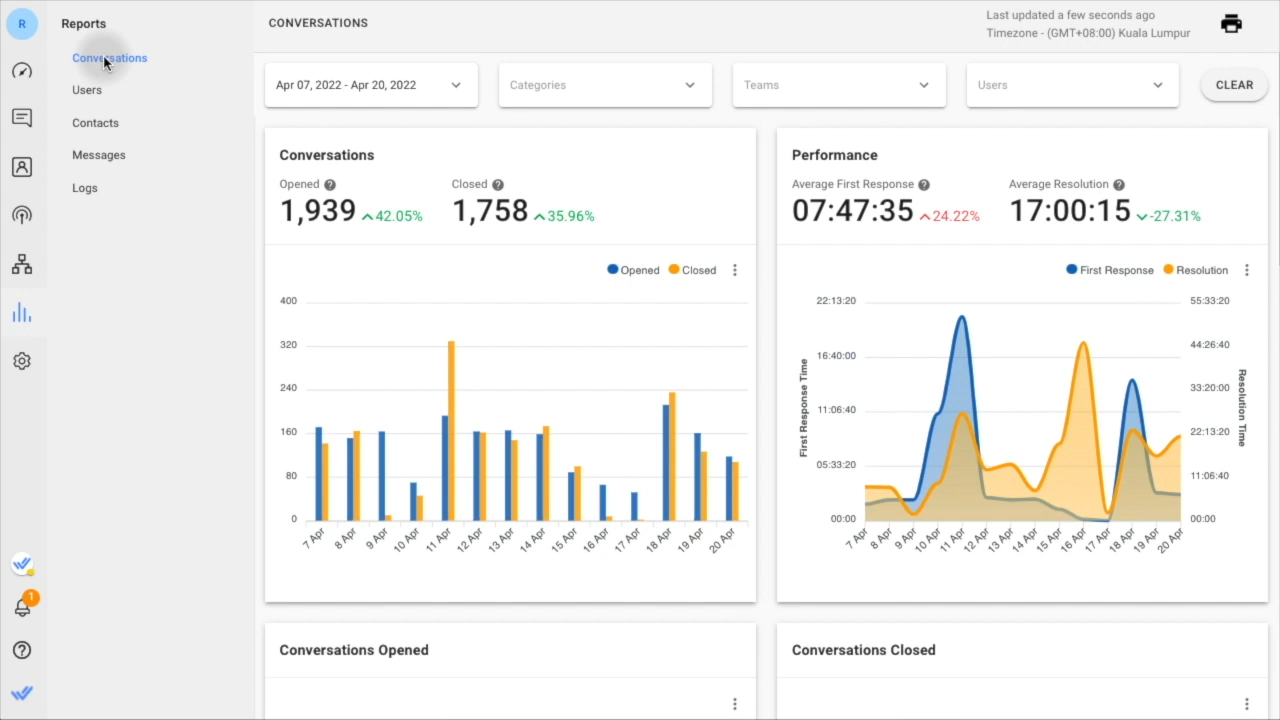 R
Reports
Conversations
Users
Contacts
Messages
Logs
1
CONVERSATIONS
Last updated a few seconds ago
Timezone - (GMT+08:00) Kuala Lumpur
Apr 07, 2022 - Apr 20, 2022
Categories
Teams
Users
CLEAR
Conversations
Opened
Closed
1,939 42.05%
1,758 35.96%
Opened Closed
400
320
240
160
80
0
7 Apr 8 Apr 9 Apr 10 Apr 11 Apr 12 Apr 13 Apr 14 Apr 15 Apr 16 Apr 17 Apr 18 Apr 19 Apr 20 Apr
Performance
Average First Response
Average Resolution
07:47:35 24.22%
17:00:15 -27.31%
First Response Resolution
22:13:20
16:40:00
11:06:40
05:33:20
00:00
First Response Time
55:33:20
44:26:40
33:20:00
22:13:20
11:06:40
00:00
Resolution Time
7 Apr 8 Apr 9 Apr 10 Apr 11 Apr 12 Apr 13 Apr 14 Apr 15 Apr 16 Apr 17 Apr 18 Apr 19 Apr 20 Apr
Conversations Opened
Conversations Closed